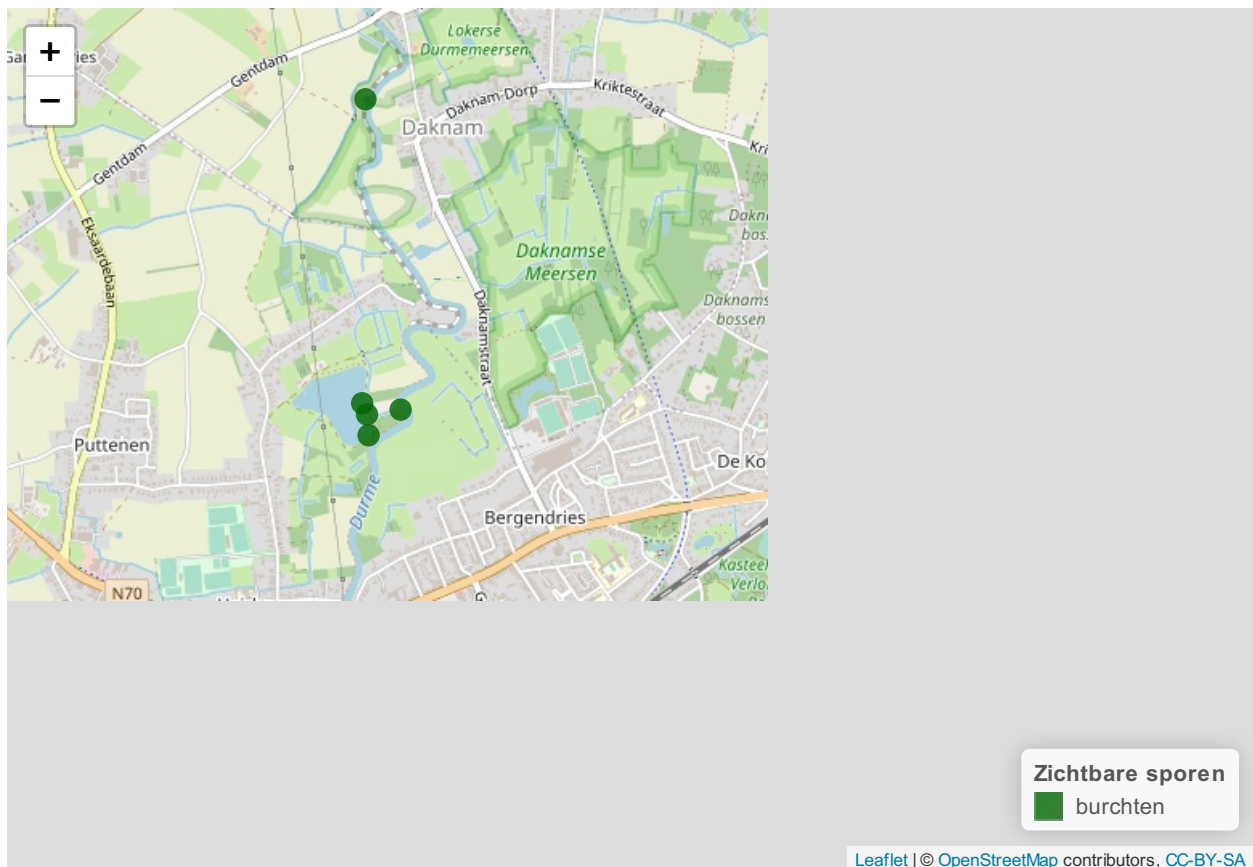 +
−
Lokerse
Durmemeersen
Gentdam
Daknam-Dorp
Kriktestraat
Daknam
Gentdam
Eksaardebaan
Daknamse
Meersen
Daknamstraat
bossen
Puttenen
De Ko
Durme
Bergendries
N70
Zichtbare sporen
burchten
Leaflet | © OpenStreetMap contributors, CC-BY-SA